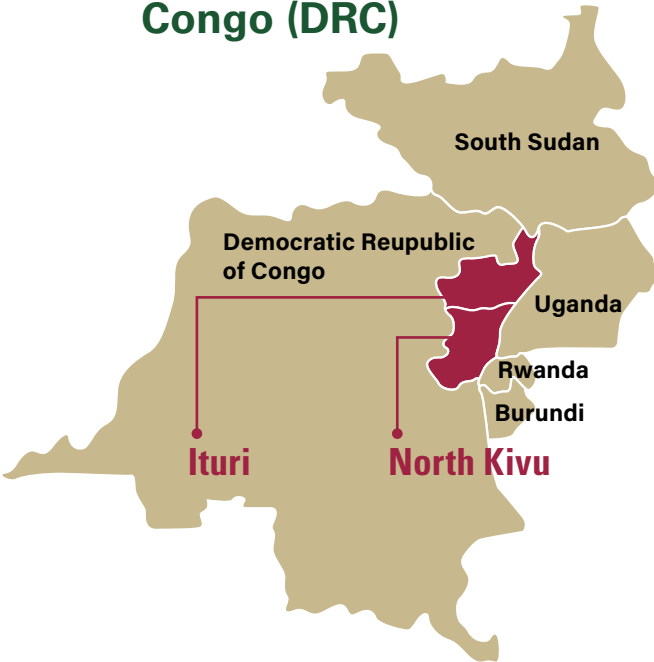 Congo (DRC)
South Sudan
Democratic Reupublic
of Congo
Uganda
Rwanda
Burundi
Ituri
North Kivu